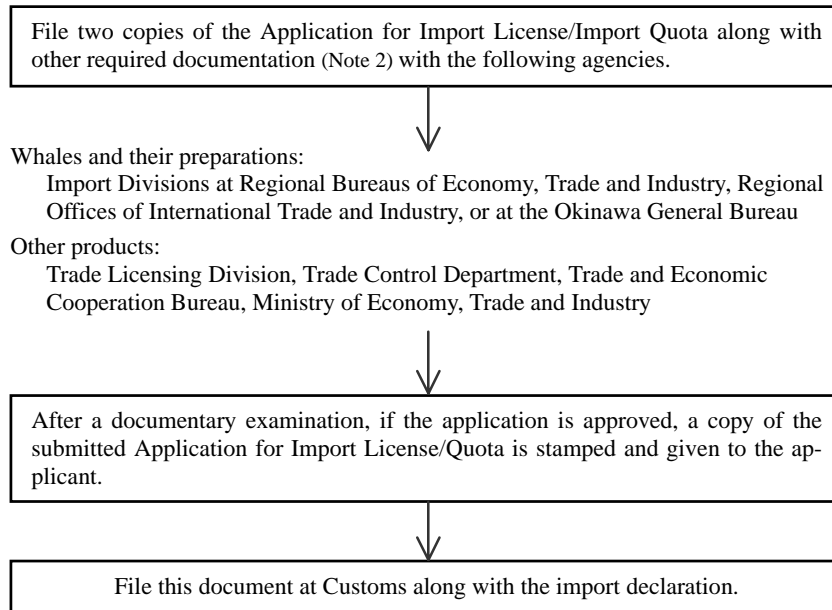 File two copies of the Application for Import License/Import Quota along with
other required documentation (Note 2) with the following agencies.
Whales and their preparations:
Import Divisions at Regional Bureaus of Economy, Trade and Industry, Regional
Offices of International Trade and Industry, or at the Okinawa General Bureau
Other products:
Trade Licensing Division, Trade Control Department, Trade and Economic
Cooperation Bureau, Ministry of Economy, Trade and Industry
After a documentary examination, if the application is approved, a copy of the
submitted Application for Import License/Quota is stamped and given to the ap-
plicant.
File this document at Customs along with the import declaration.